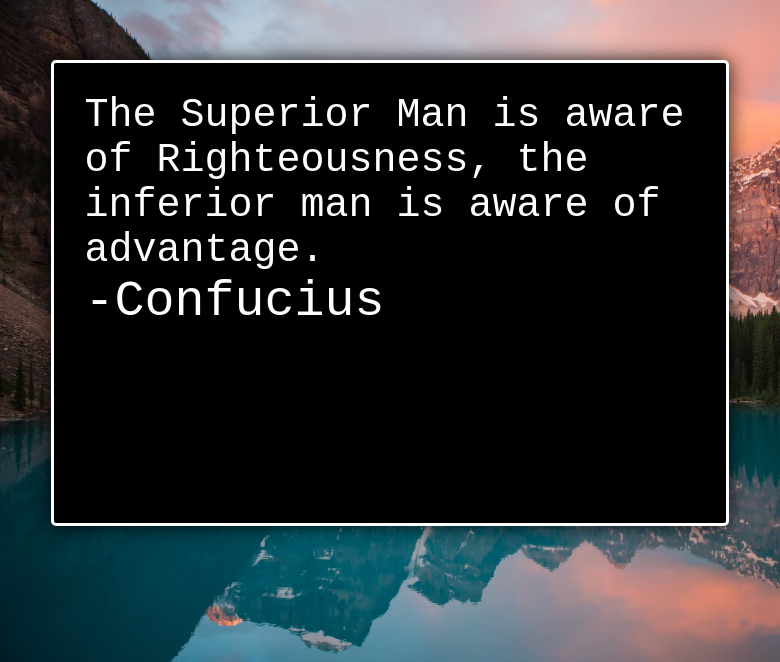 The Superior Man is aware
of Righteousness, the
inferior man is aware of
advantage.
-Confucius